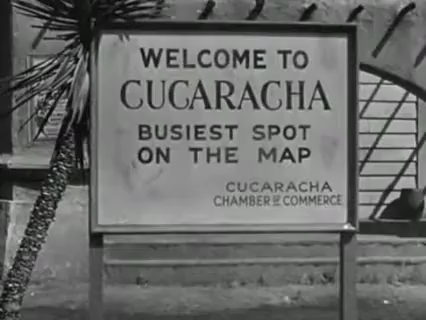 WELCOME TO
CUCARACHA
BUSIEST SPOT
ON THE MAP
CUCARACHA
CHAMBER OF COMMERCE